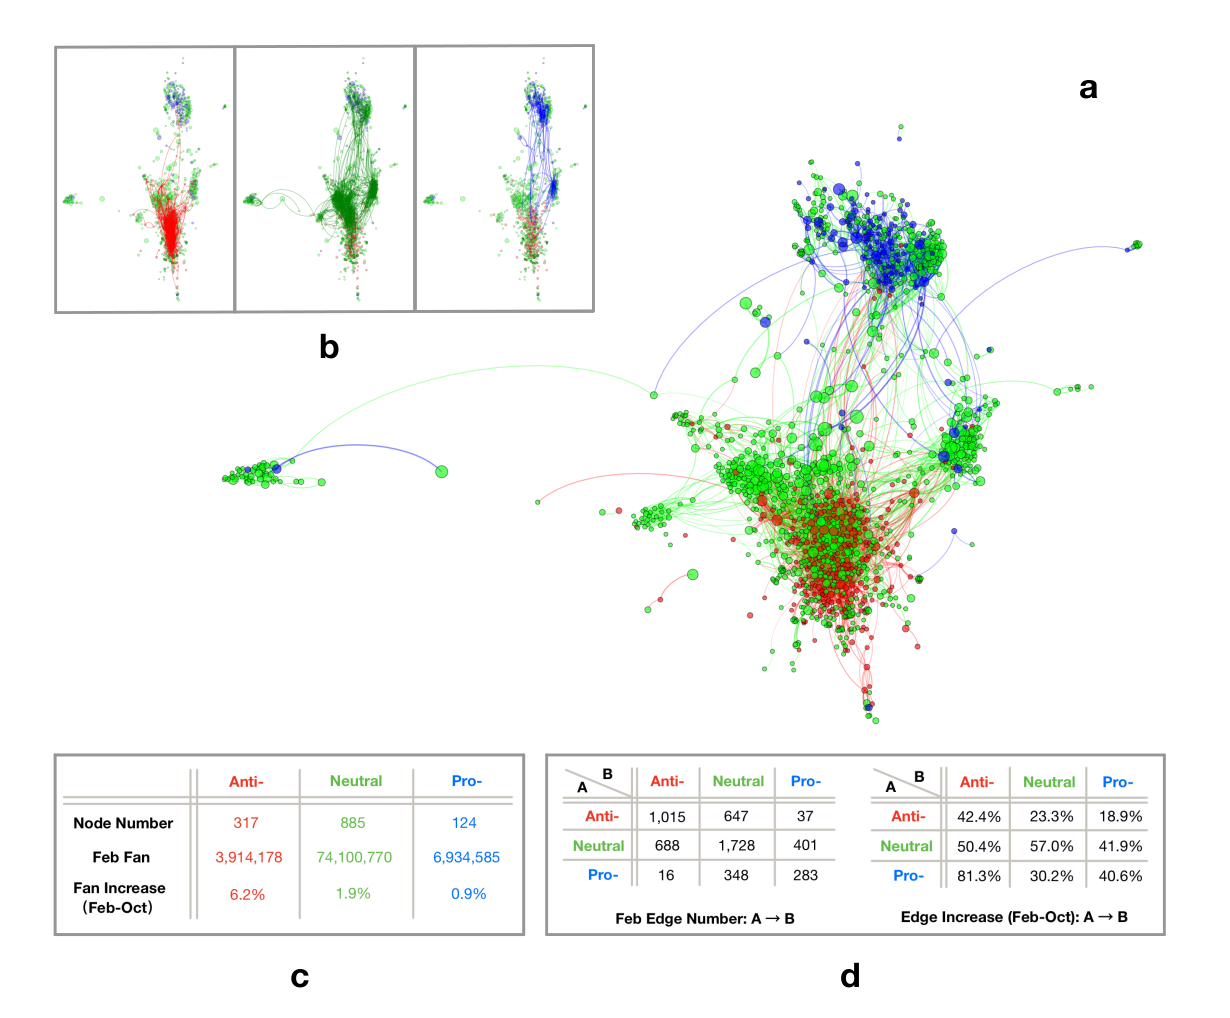 a
b
Anti- Neutral Pro-
Node Number 317 885 124
Feb Fan 3,914,178 74,100,770 6,934,585
Fan Increase (Feb-Oct) 6.2% 1.9% 0.9%
c
A B Anti- Neutral Pro-
Anti- 1,015 647 37
Neutral 688 1,728 401
Pro- 16 348 283
Feb Edge Number: A → B
A B Anti- Neutral Pro-
Anti- 42.4% 23.3% 18.9%
Neutral 50.4% 57.0% 41.9%
Pro- 81.3% 30.2% 40.6%
Edge Increase (Feb-Oct): A → B
d